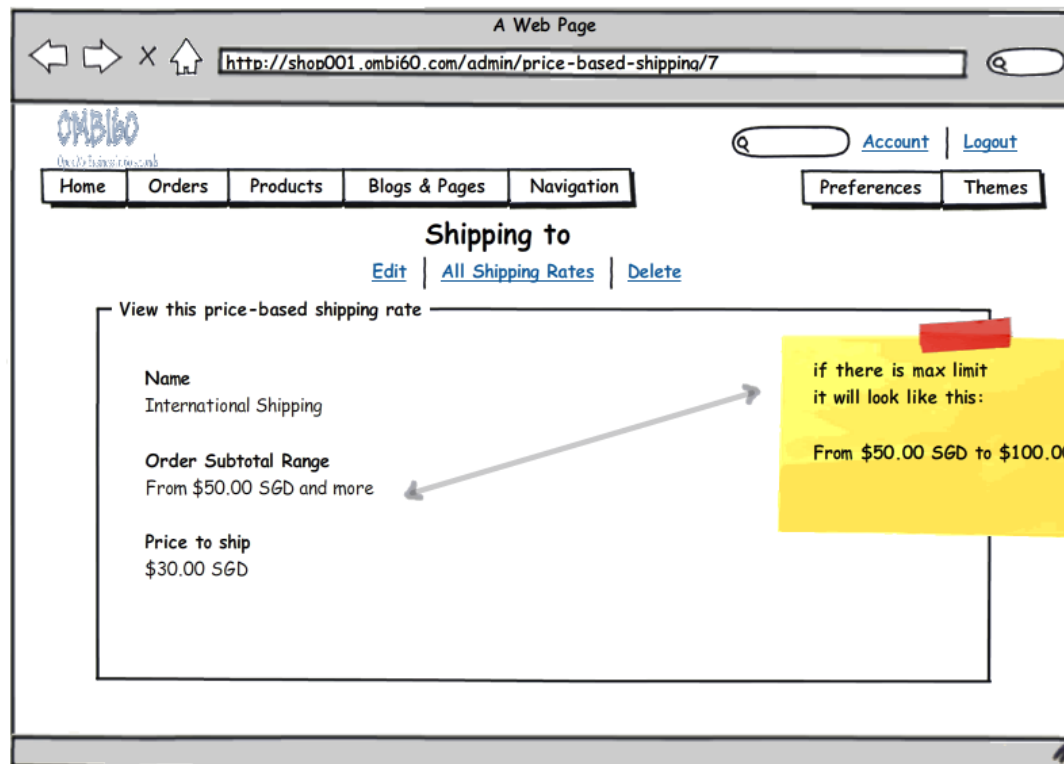 A Web Page
http://shop001.ombi60.com/admin/price-based-shipping/7
OMBI60
Account Logout
Home Orders Products Blogs & Pages Navigation Preferences Themes
Shipping to
Edit All Shipping Rates Delete
View this price-based shipping rate
Name
International Shipping
Order Subtotal Range
From $50.00 SGD and more
Price to ship
$30.00 SGD
if there is max limit
it will look like this:
From $50.00 SGD to $100.00